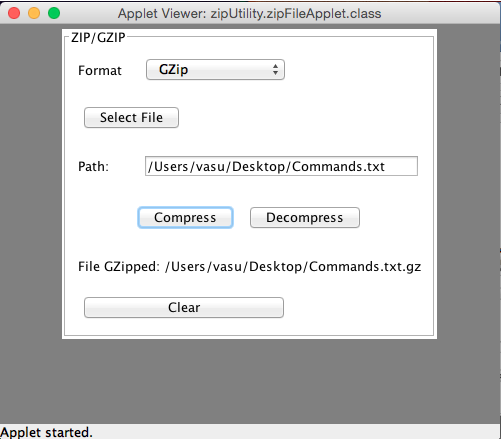 Applet Viewer: zipUtility.zipFileApplet.class
ZIP/GZIP
Format GZip
Select File
Path: /Users/vasu/Desktop/Commands.txt
Compress Decompress
File GZipped: /Users/vasu/Desktop/Commands.txt.gz
Clear
Applet started.